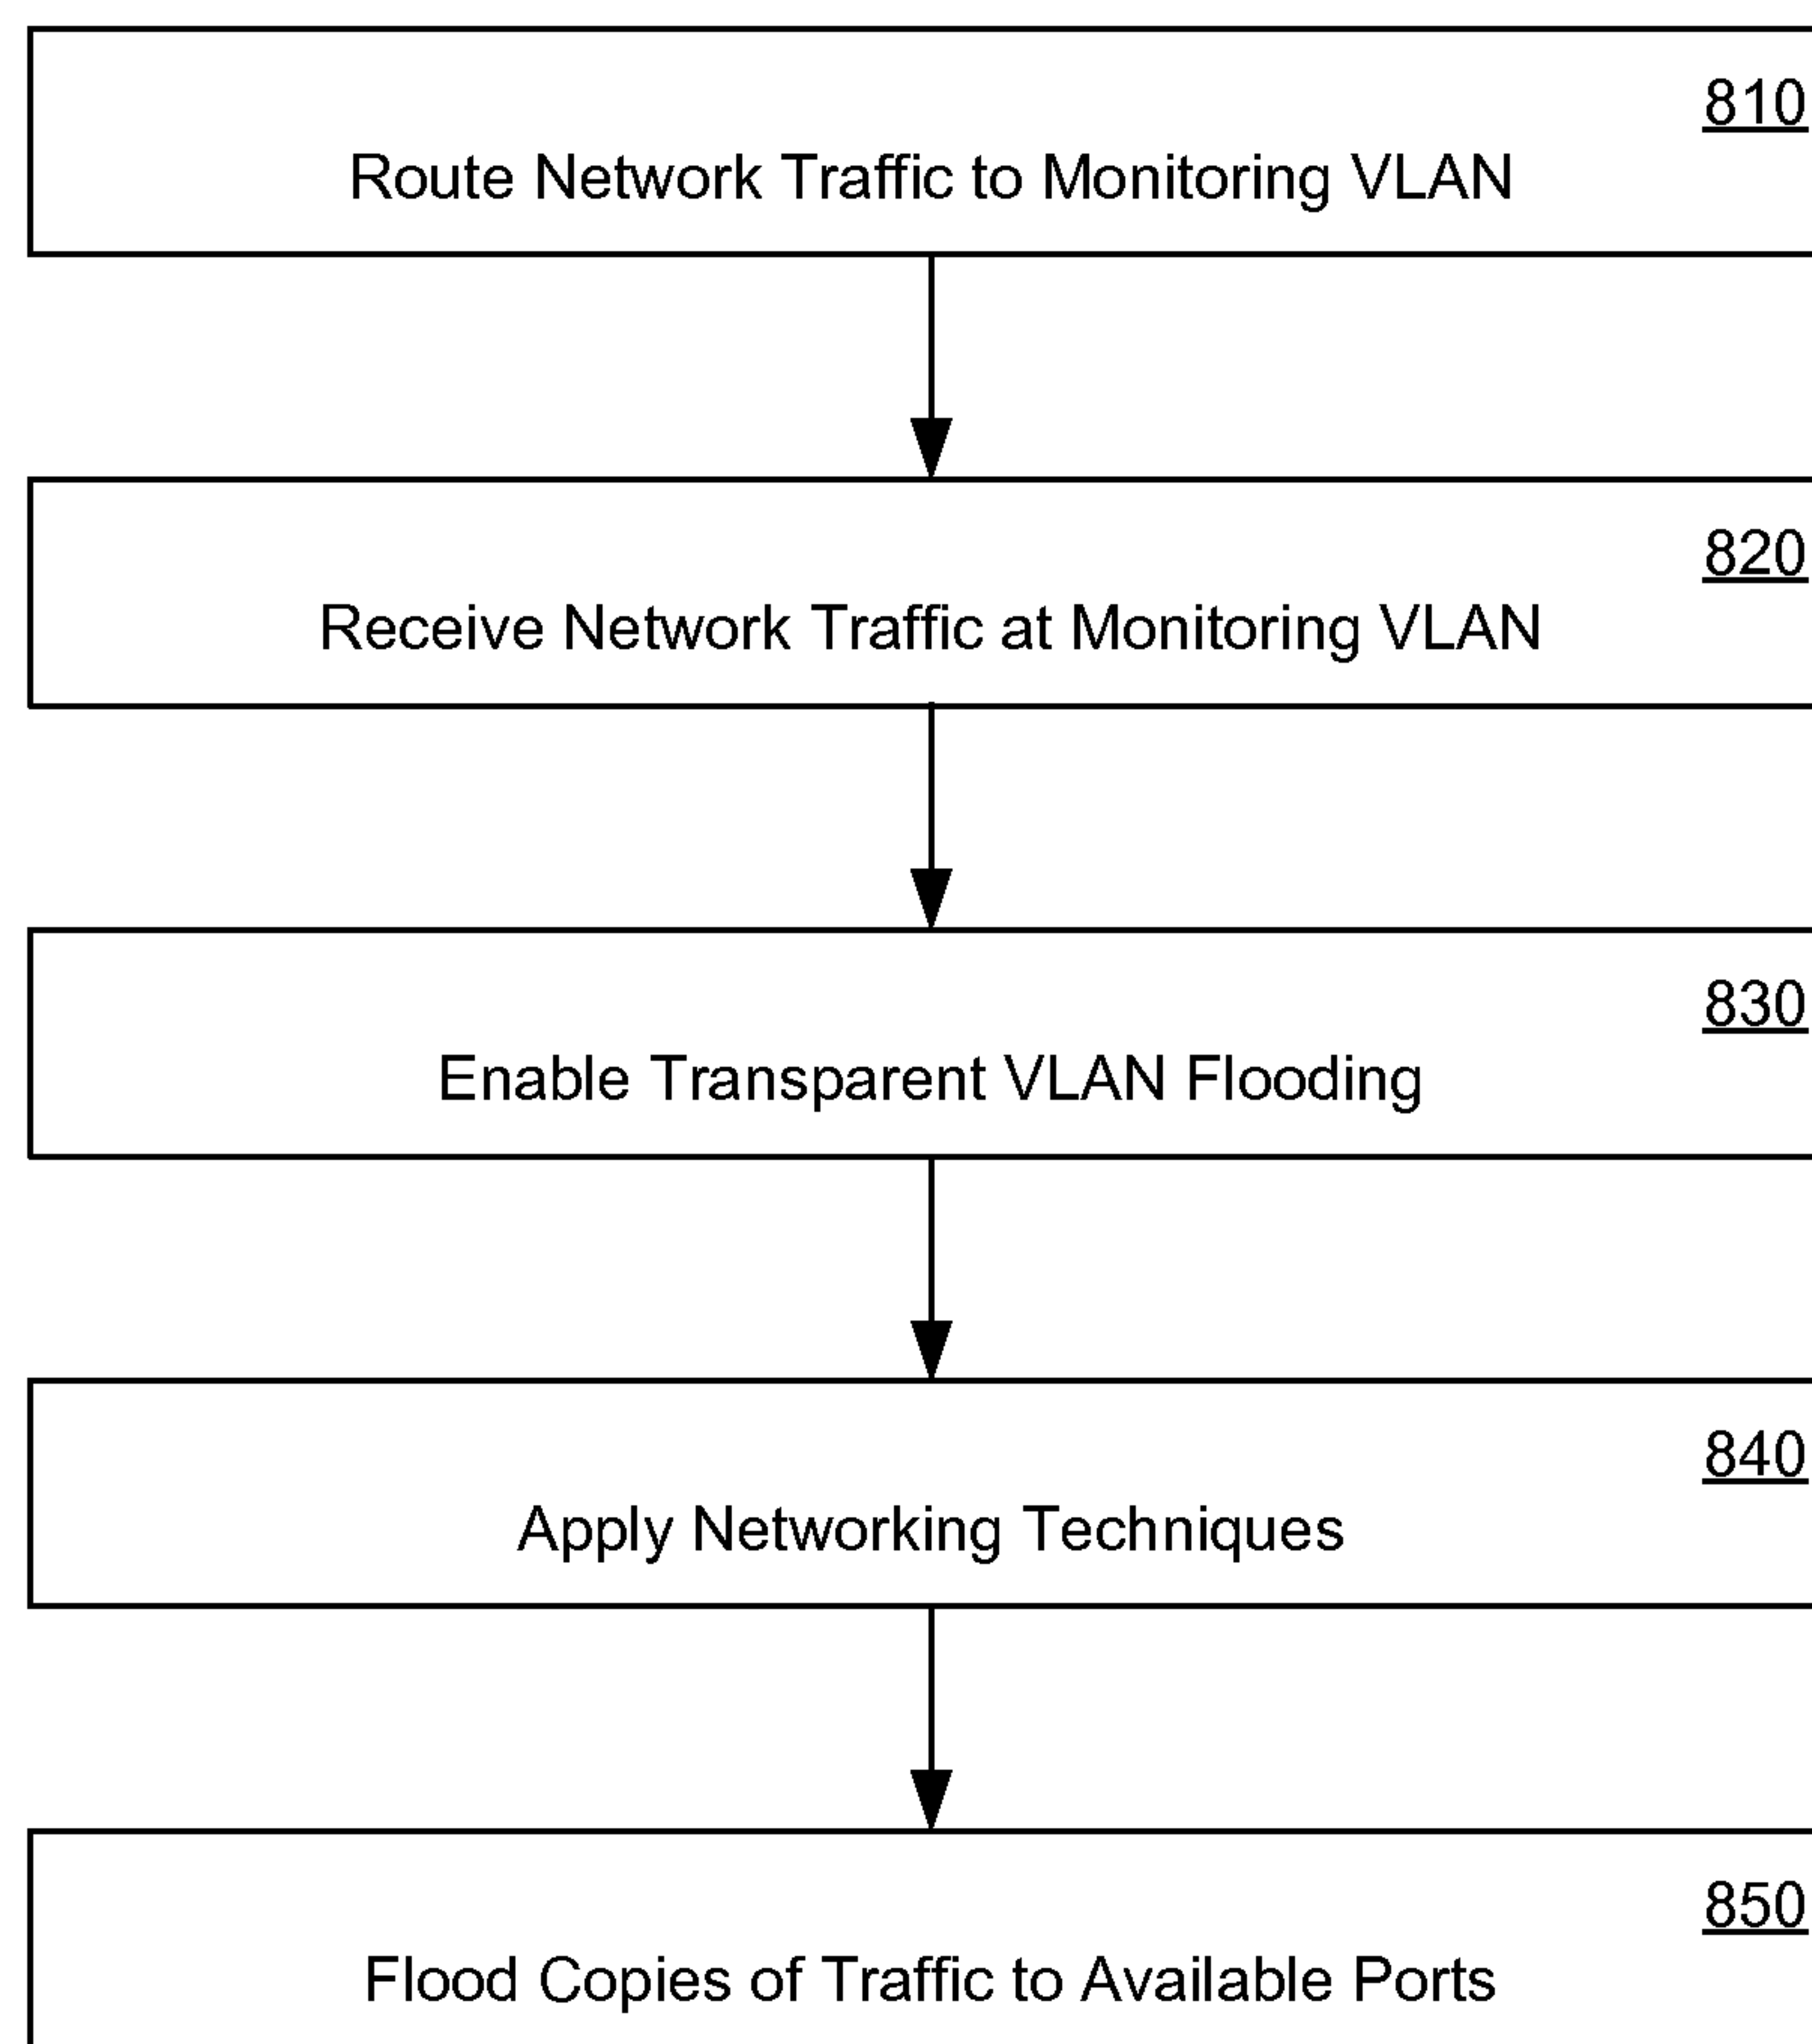 810
Route Network Traffic to Monitoring VLAN
820
Receive Network Traffic at Monitoring VLAN
830
Enable Transparent VLAN Flooding
840
Apply Networking Techniques
850
Flood Copies of Traffic to Available Ports